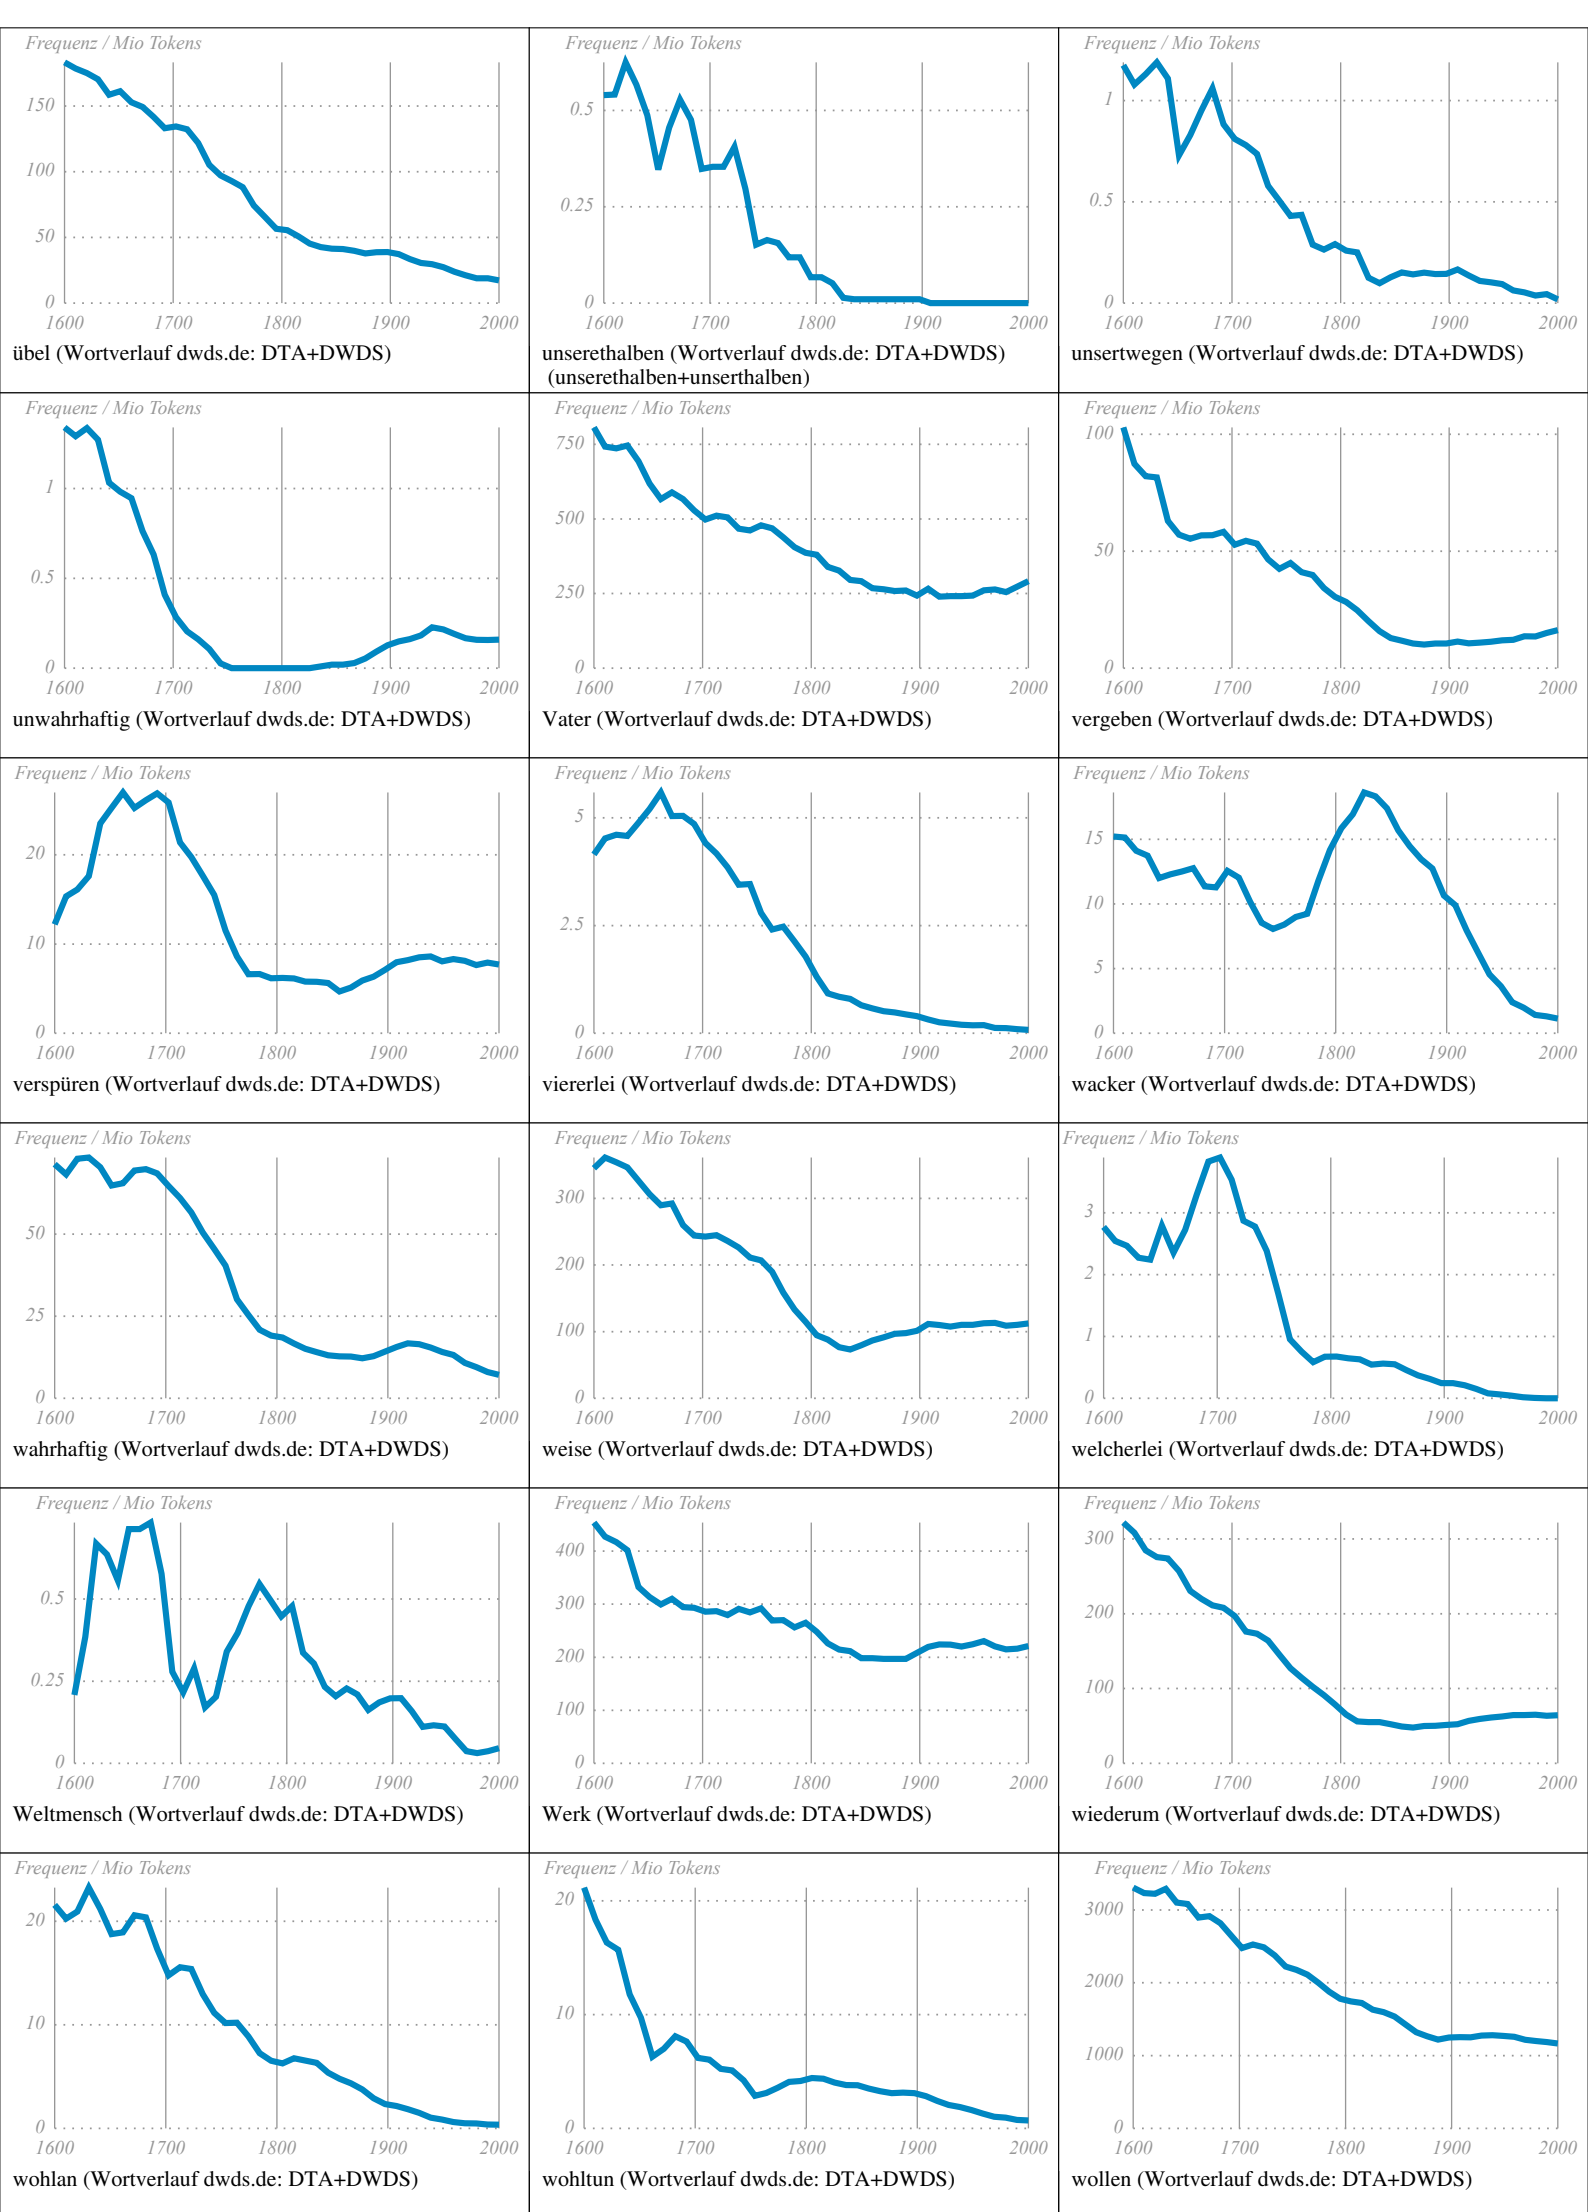 Frequenz / Mio Tokens
150
100
50
0
1600 1700 1800 1900 2000
übel (Wortverlauf dwds.de: DTA+DWDS)
Frequenz / Mio Tokens
0.5
0.25
0
1600 1700 1800 1900 2000
unserethalben (Wortverlauf dwds.de: DTA+DWDS)
(unserethalben+unserthalben)
Frequenz / Mio Tokens
1
0.5
0
1600 1700 1800 1900 2000
unsertwegen (Wortverlauf dwds.de: DTA+DWDS)
Frequenz / Mio Tokens
1
0.5
0
1600 1700 1800 1900 2000
unwahrhaftig (Wortverlauf dwds.de: DTA+DWDS)
Frequenz / Mio Tokens
750
500
250
0
1600 1700 1800 1900 2000
Vater (Wortverlauf dwds.de: DTA+DWDS)
Frequenz / Mio Tokens
100
50
0
1600 1700 1800 1900 2000
vergeben (Wortverlauf dwds.de: DTA+DWDS)
Frequenz / Mio Tokens
20
10
0
1600 1700 1800 1900 2000
verspüren (Wortverlauf dwds.de: DTA+DWDS)
Frequenz / Mio Tokens
5
2.5
0
1600 1700 1800 1900 2000
viererlei (Wortverlauf dwds.de: DTA+DWDS)
Frequenz / Mio Tokens
15
10
5
0
1600 1700 1800 1900 2000
wacker (Wortverlauf dwds.de: DTA+DWDS)
Frequenz / Mio Tokens
50
25
0
1600 1700 1800 1900 2000
wahrhaftig (Wortverlauf dwds.de: DTA+DWDS)
Frequenz / Mio Tokens
300
200
100
0
1600 1700 1800 1900 2000
weise (Wortverlauf dwds.de: DTA+DWDS)
Frequenz / Mio Tokens
3
2
1
0
1600 1700 1800 1900 2000
welcherlei (Wortverlauf dwds.de: DTA+DWDS)
Frequenz / Mio Tokens
0.5
0.25
0
1600 1700 1800 1900 2000
Weltmensch (Wortverlauf dwds.de: DTA+DWDS)
Frequenz / Mio Tokens
400
300
200
100
0
1600 1700 1800 1900 2000
Werk (Wortverlauf dwds.de: DTA+DWDS)
Frequenz / Mio Tokens
300
200
100
0
1600 1700 1800 1900 2000
wiederum (Wortverlauf dwds.de: DTA+DWDS)
Frequenz / Mio Tokens
20
10
0
1600 1700 1800 1900 2000
wohlan (Wortverlauf dwds.de: DTA+DWDS)
Frequenz / Mio Tokens
20
10
0
1600 1700 1800 1900 2000
wohltun (Wortverlauf dwds.de: DTA+DWDS)
Frequenz / Mio Tokens
3000
2000
1000
0
1600 1700 1800 1900 2000
wollen (Wortverlauf dwds.de: DTA+DWDS)